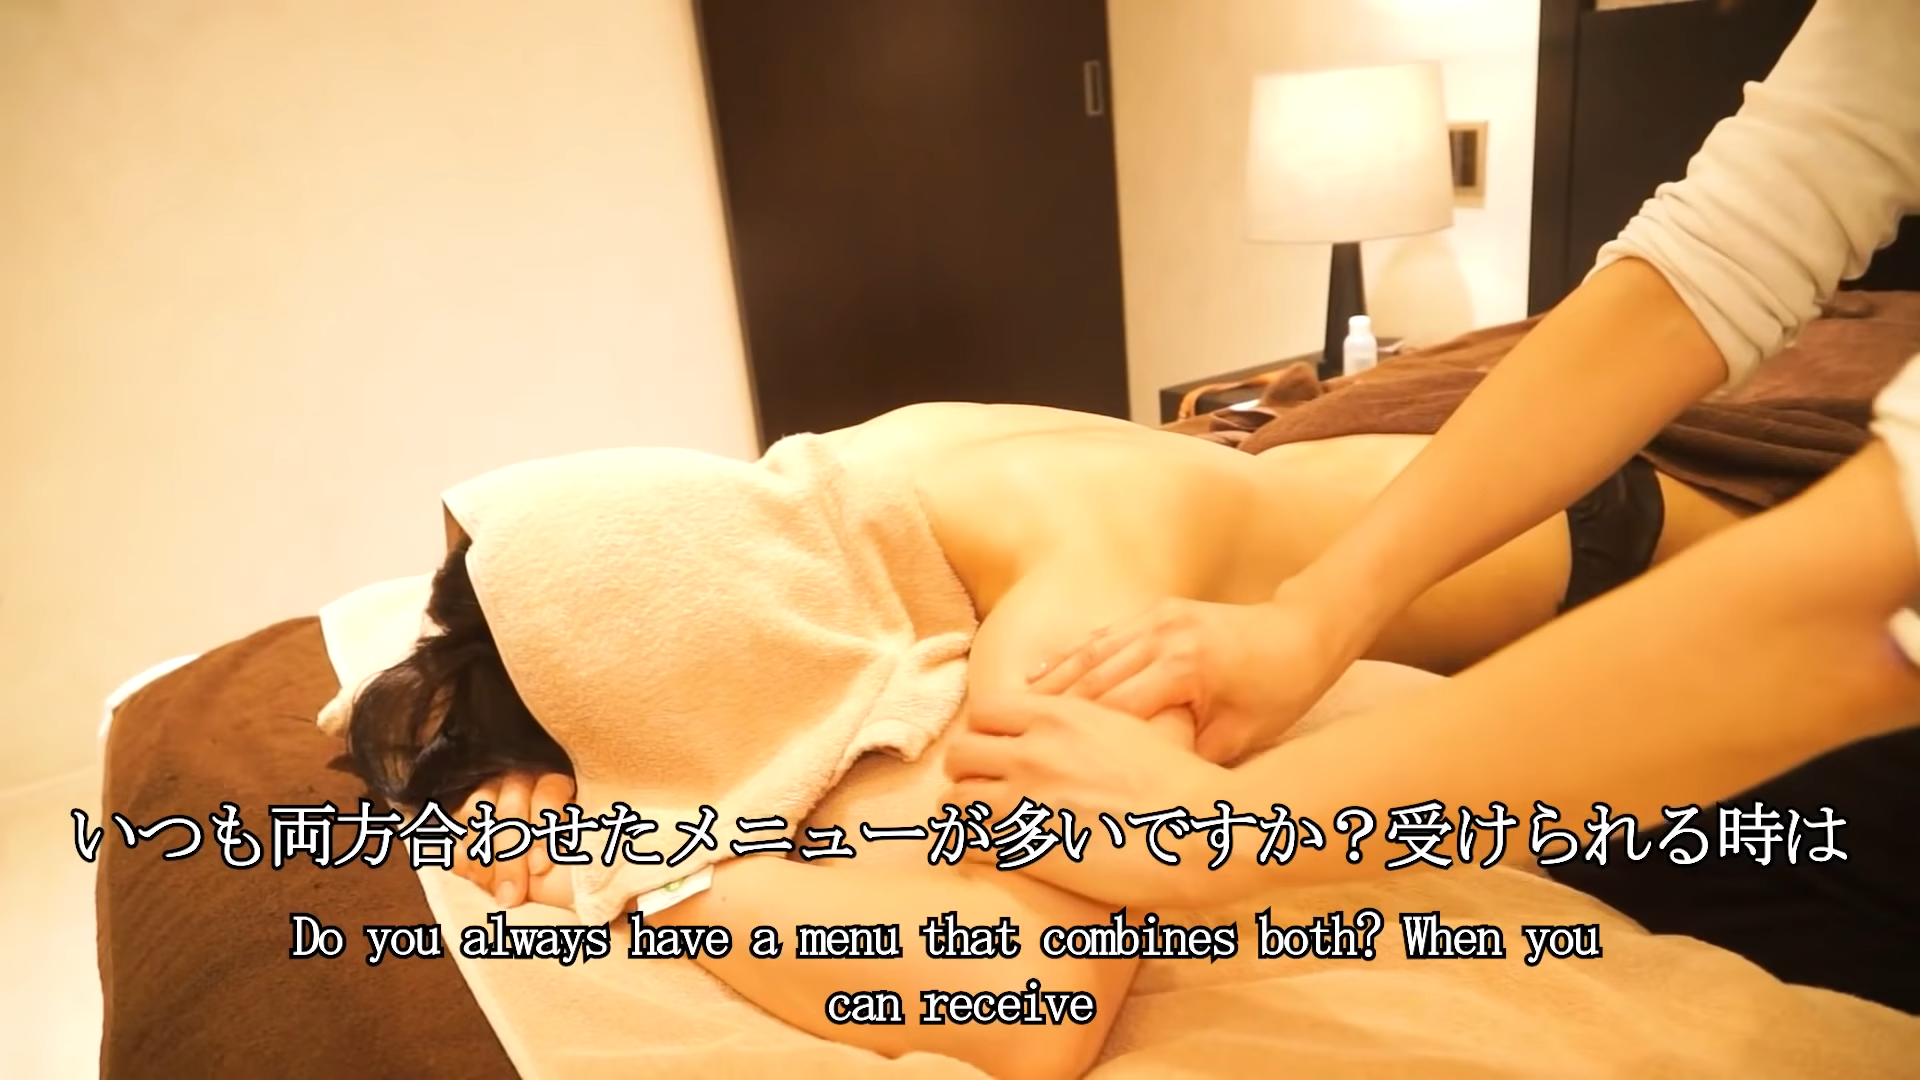 いつも両方合わせたメニューが多いですか？受けられる時は
Do you always have a menu that combines both? When you
can receive